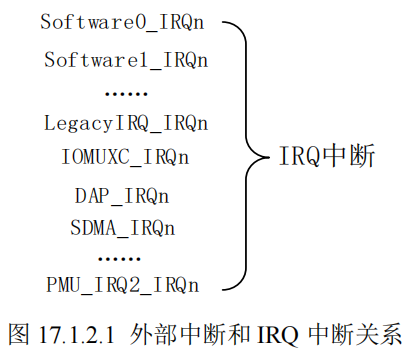 Software0_IRQn
Software1_IRQn
……
LegacyIRQ_IRQn
IOMUXC_IRQn
IRQ中断
DAP_IRQn
SDMA_IRQn
……
PMU_IRQ2_IRQn
图 17.1.2.1 外部中断和 IRQ 中断关系